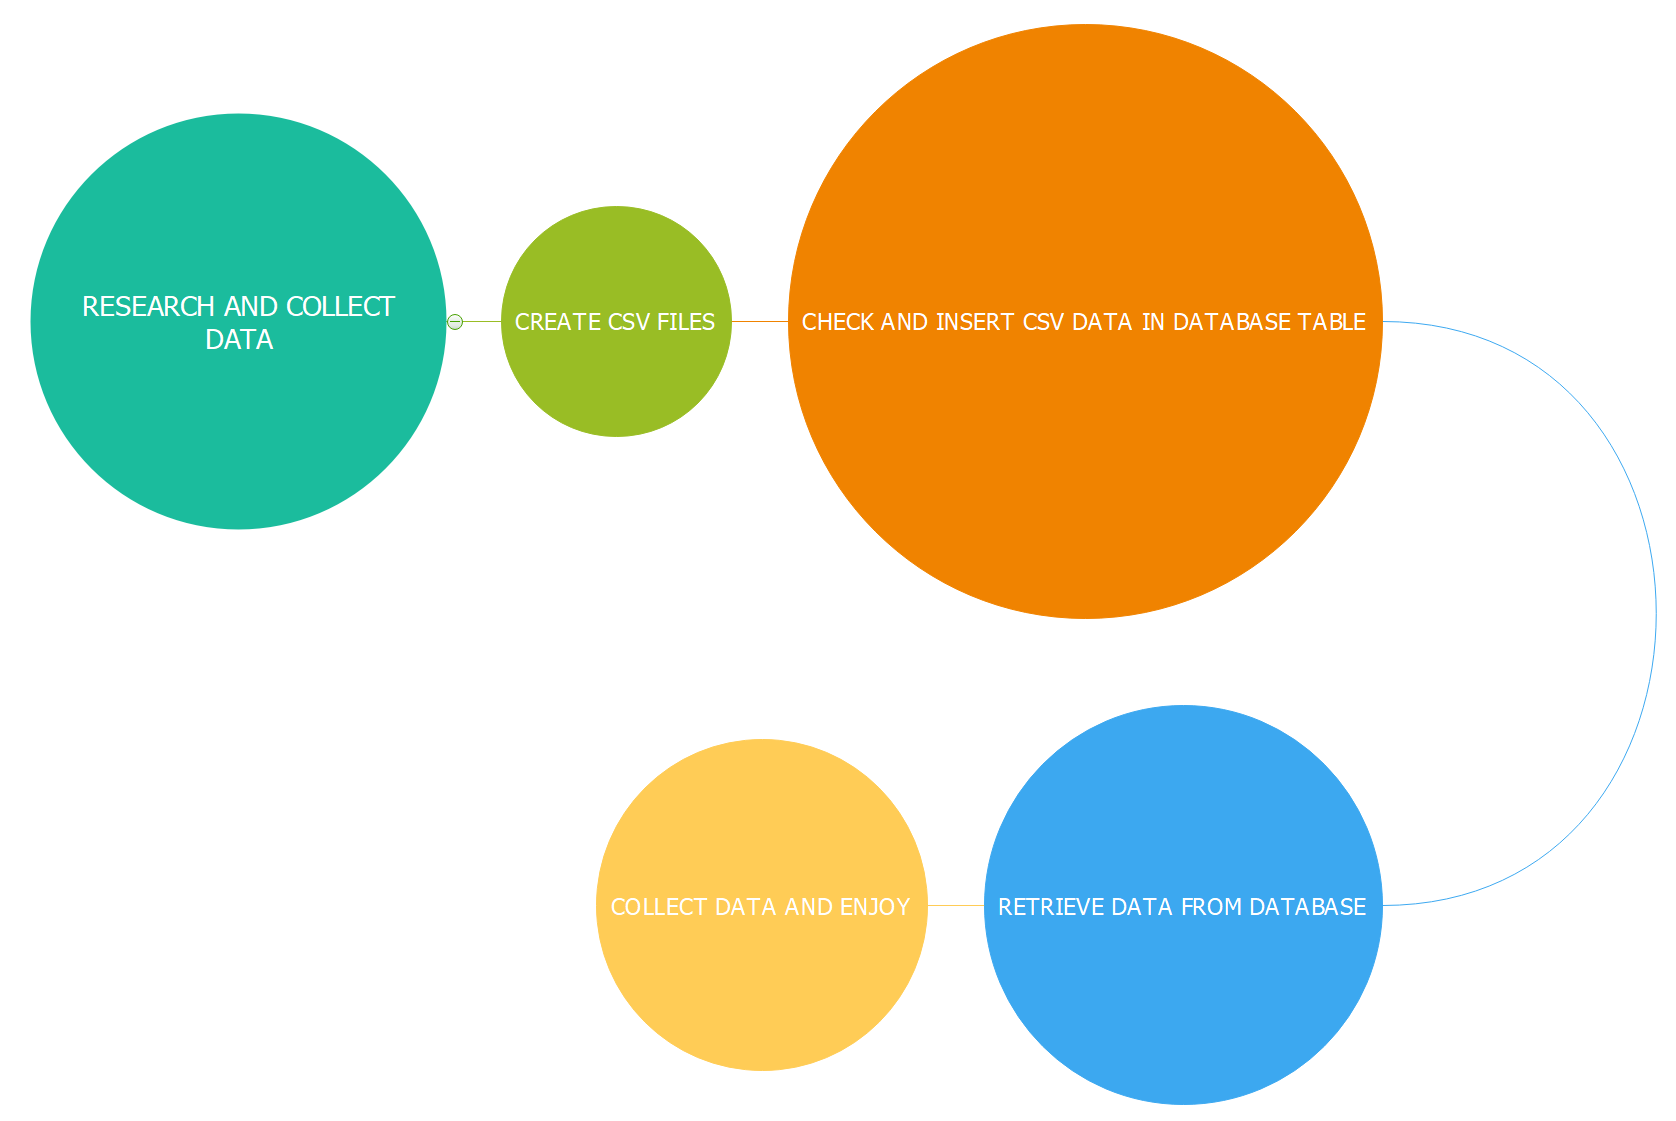 RESEARCH AND COLLECT
DATA
CREATE CSV FILES
CHECK AND INSERT CSV DATA IN DATABASE TABLE
RETRIEVE DATA FROM DATABASE
COLLECT DATA AND ENJOY